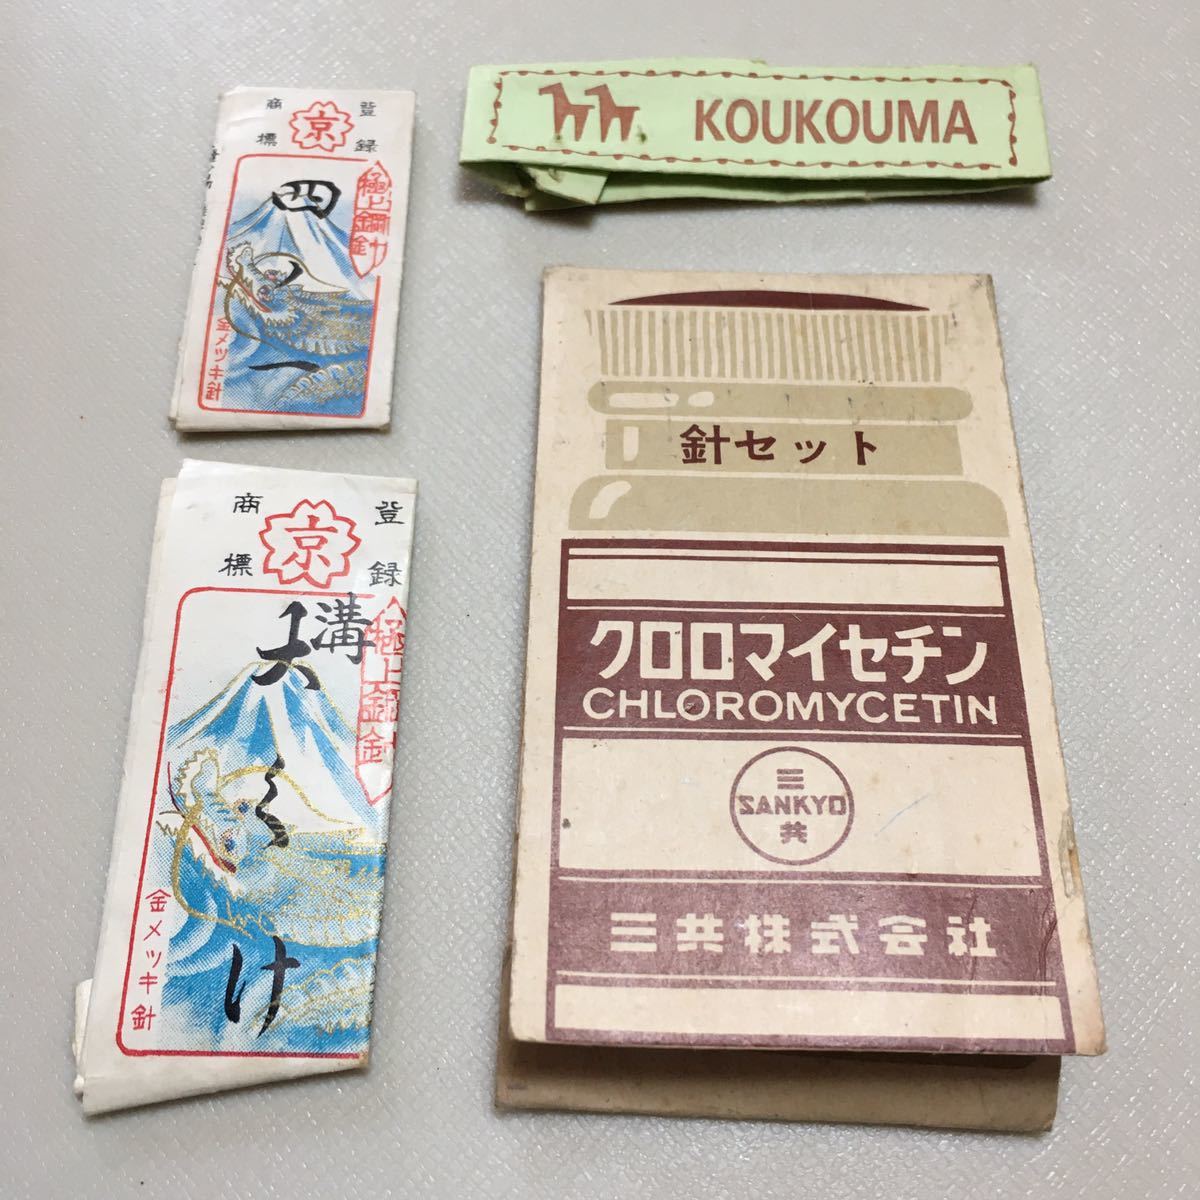 登録
商標
京
四ノ一
極上鋼針
金メツキ針
KOUKOUMA
登録
商標
京
溝
大くけ
極上鋼針
金メツキ針
針セット
クロロマイセチン
CHLOROMYCETIN
三
SANKYO
共
三共株式会社